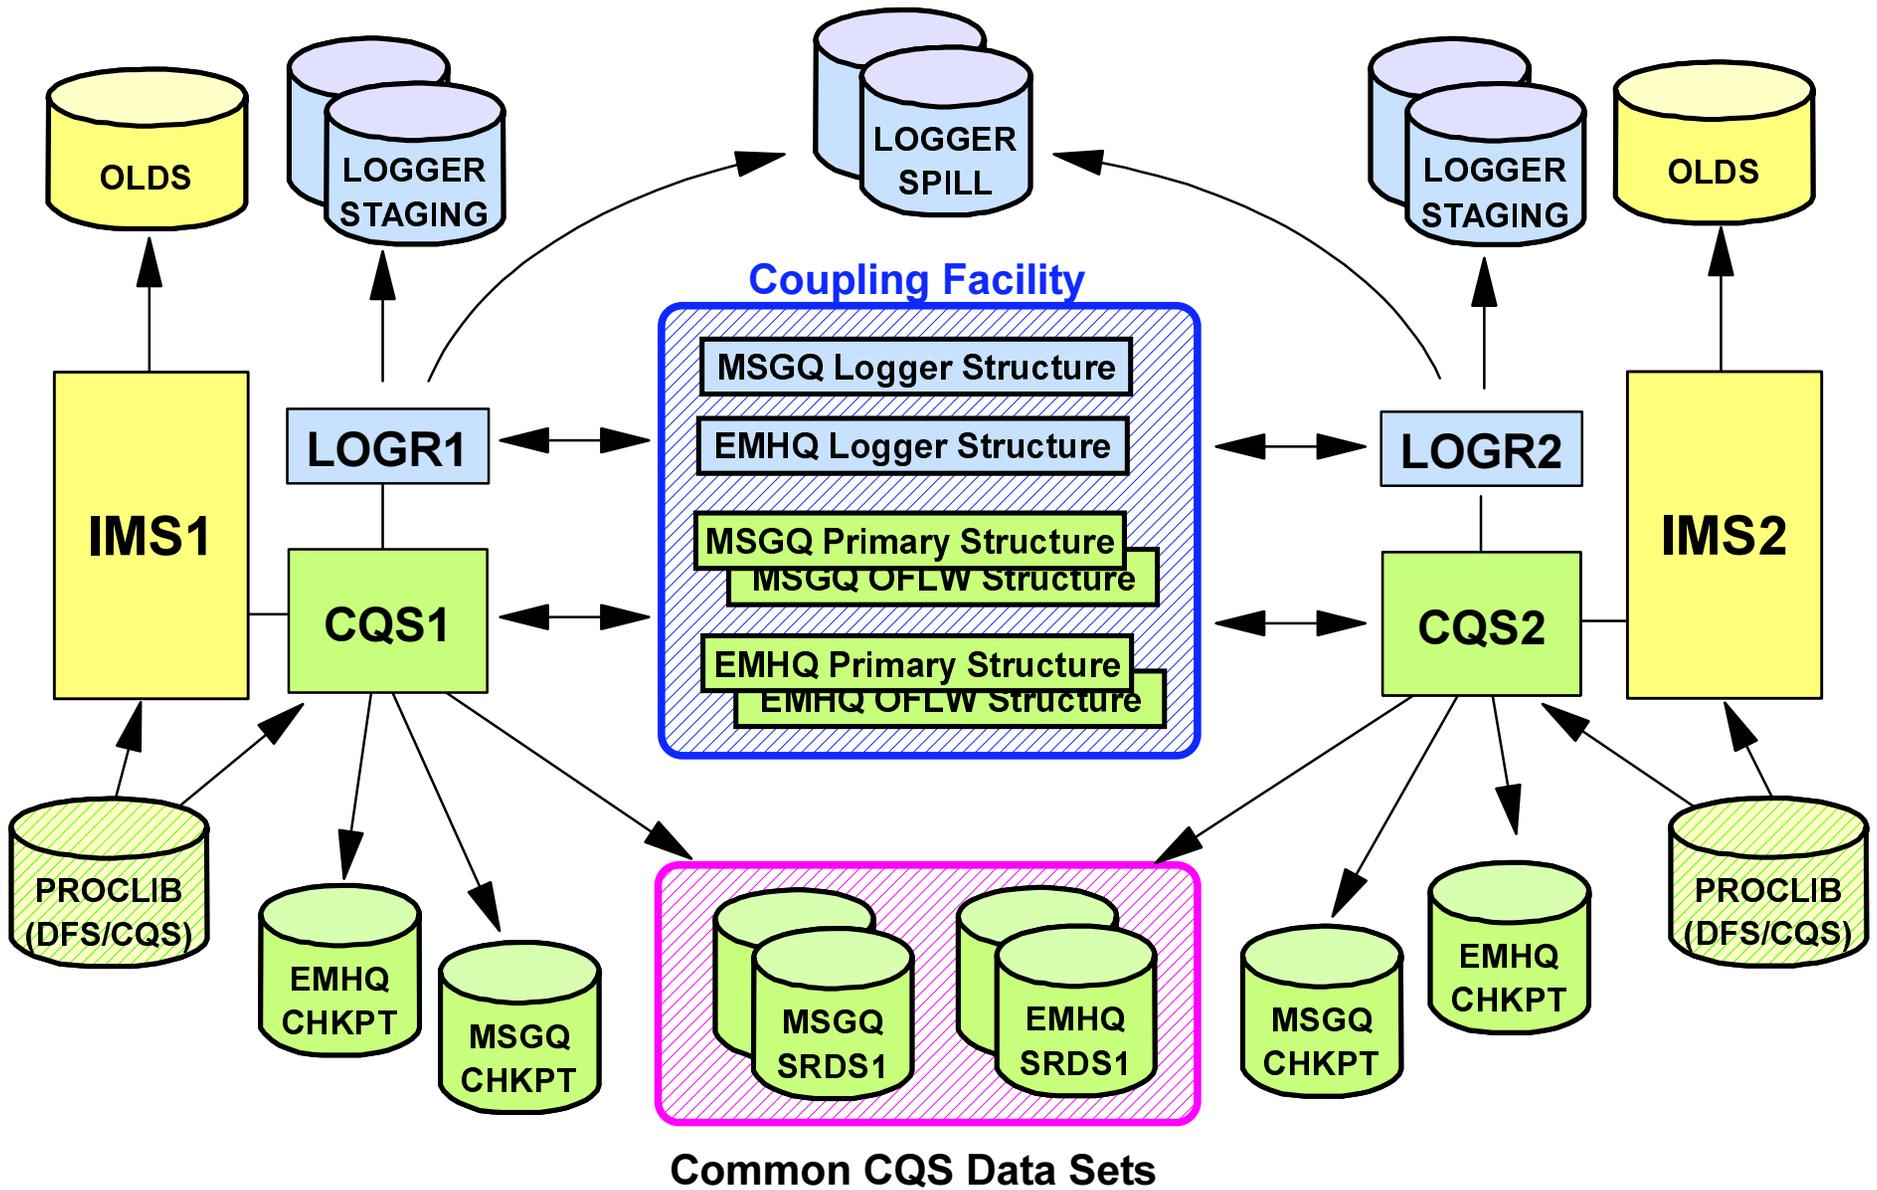 OLDS
LOGGER
STAGING
LOGGER
SPILL
LOGGER
STAGING
OLDS
Coupling Facility
MSGQ Logger Structure
EMHQ Logger Structure
MSGQ Primary Structure
MSGQ OFLW Structure
EMHQ Primary Structure
EMHQ OFLW Structure
IMS1
LOGR1
CQS1
LOGR2
CQS2
IMS2
PROCLIB
(DFS/CQS)
EMHQ
CHKPT
MSGQ
CHKPT
MSGQ
SRDS1
EMHQ
SRDS1
MSGQ
CHKPT
EMHQ
CHKPT
PROCLIB
(DFS/CQS)
Common CQS Data Sets